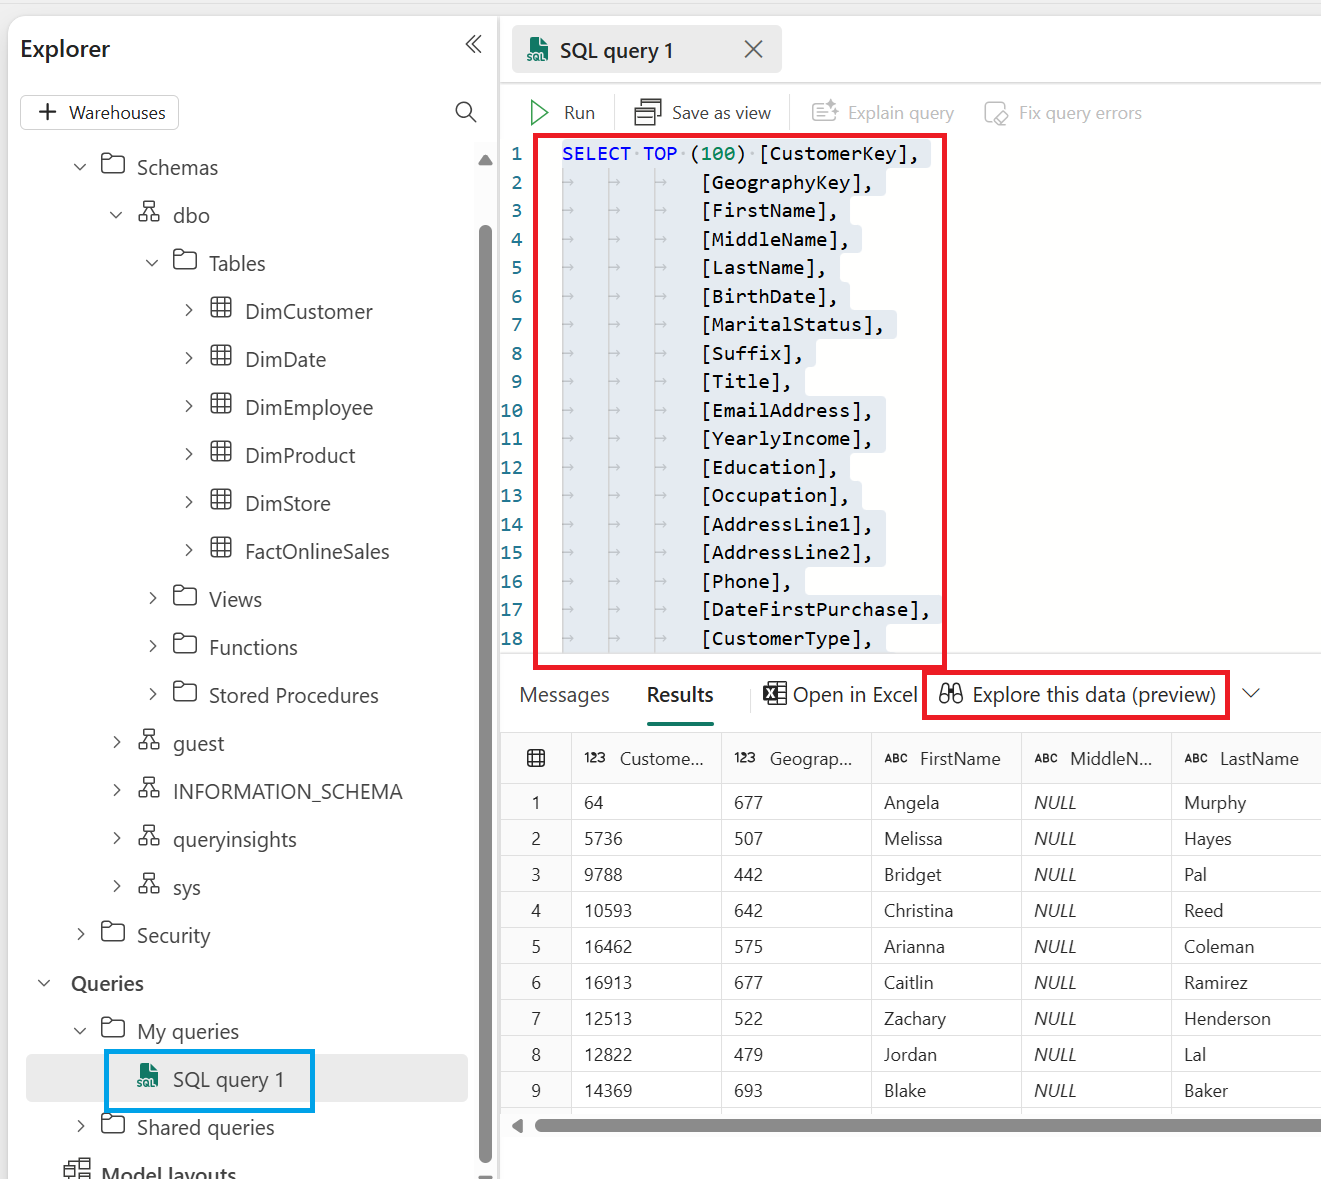 Explorer
Warehouses
Schemas
dbo
Tables
DimCustomer
DimDate
DimEmployee
DimProduct
DimStore
FactOnlineSales
Views
Functions
Stored Procedures
guest
INFORMATION_SCHEMA
queryinsights
sys
Security
Queries
My queries
SQL query 1
Shared queries
Model layouts
SQL query 1
Run Save as view Explain query Fix query errors
1 SELECT TOP (100) [CustomerKey],
2 [GeographyKey],
3 [FirstName],
4 [MiddleName],
5 [LastName],
6 [BirthDate],
7 [MaritalStatus],
8 [Suffix],
9 [Title],
10 [EmailAddress],
11 [YearlyIncome],
12 [Education],
13 [Occupation],
14 [AddressLine1],
15 [AddressLine2],
16 [Phone],
17 [DateFirstPurchase],
18 [CustomerType],
Messages Results Open in Excel Explore this data (preview)
123 Custome... 123 Geograp... ABC FirstName ABC MiddleN... ABC LastName
1 64 677 Angela NULL Murphy
2 5736 507 Melissa NULL Hayes
3 9788 442 Bridget NULL Pal
4 10593 642 Christina NULL Reed
5 16462 575 Arianna NULL Coleman
6 16913 677 Caitlin NULL Ramirez
7 12513 522 Zachary NULL Henderson
8 12822 479 Jordan NULL Lal
9 14369 693 Blake NULL Baker